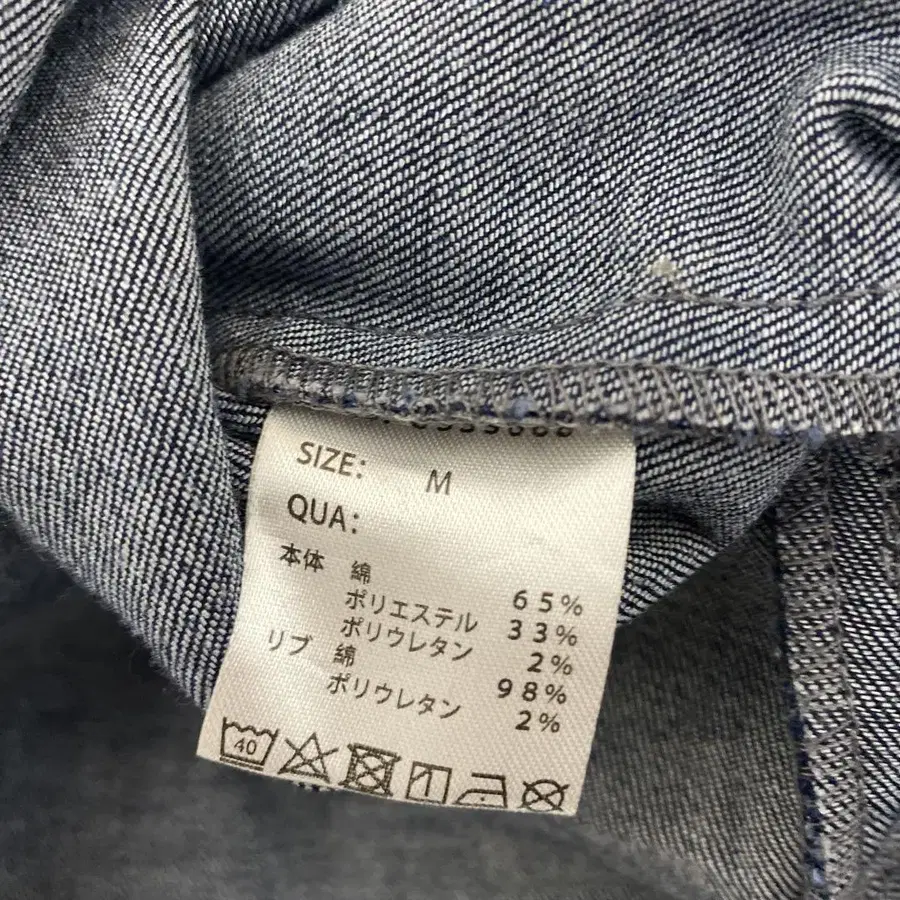 SIZE: M
QUA:
本体 綿 65%
ポリエステル 33%
ポリウレタン 2%
リブ 綿 98%
ポリウレタン 2%
40